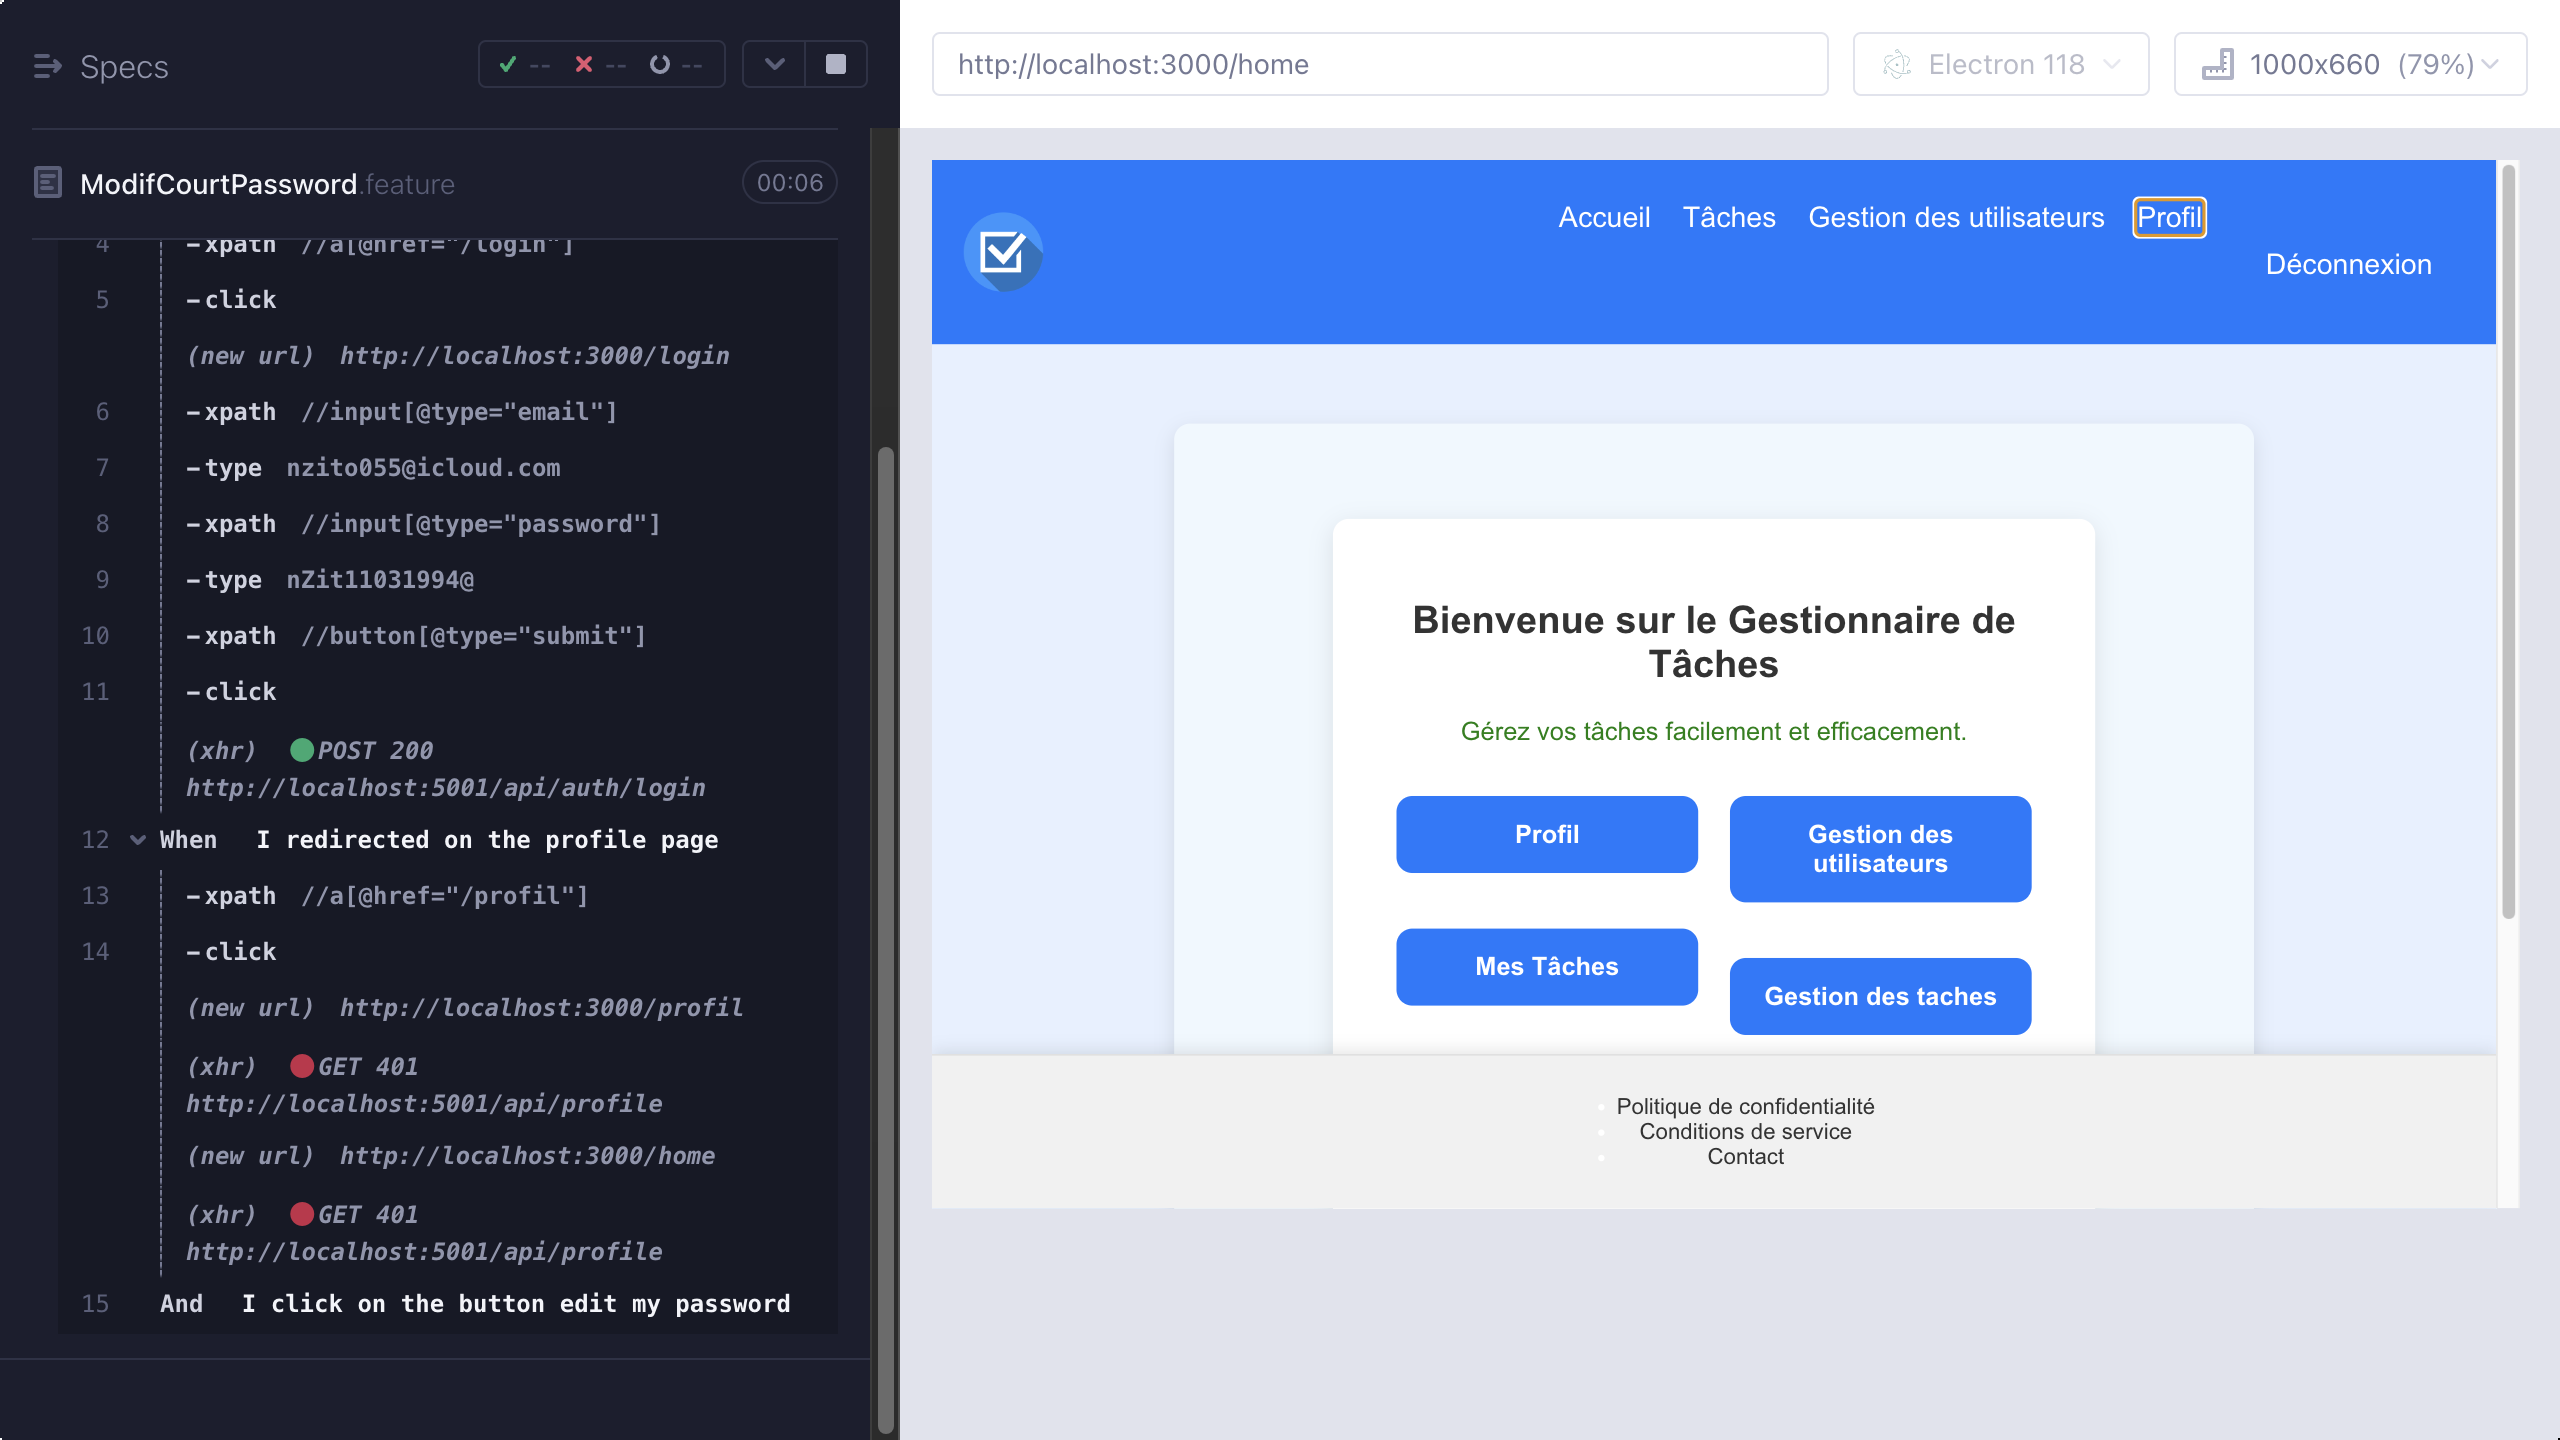 Specs
--
--
--
ModifCourtPassword.feature
00:06
4 -xpath //a[@href="/login"]
5 -click
(new url) http://localhost:3000/login
6 -xpath //input[@type="email"]
7 -type nzito055@icloud.com
8 -xpath //input[@type="password"]
9 -type nZit11031994@
10 -xpath //button[@type="submit"]
11 -click
(xhr) POST 200
http://localhost:5001/api/auth/login
12 When I redirected on the profile page
13 -xpath //a[@href="/profil"]
14 -click
(new url) http://localhost:3000/profil
(xhr) GET 401
http://localhost:5001/api/profile
(new url) http://localhost:3000/home
(xhr) GET 401
http://localhost:5001/api/profile
15 And I click on the button edit my password
http://localhost:3000/home
Electron 118
1000x660 (79%)
Accueil Tâches Gestion des utilisateurs Profil
Déconnexion
Bienvenue sur le Gestionnaire de
Tâches
Gérez vos tâches facilement et efficacement.
Profil
Gestion des
utilisateurs
Mes Tâches
Gestion des taches
Politique de confidentialité
Conditions de service
Contact